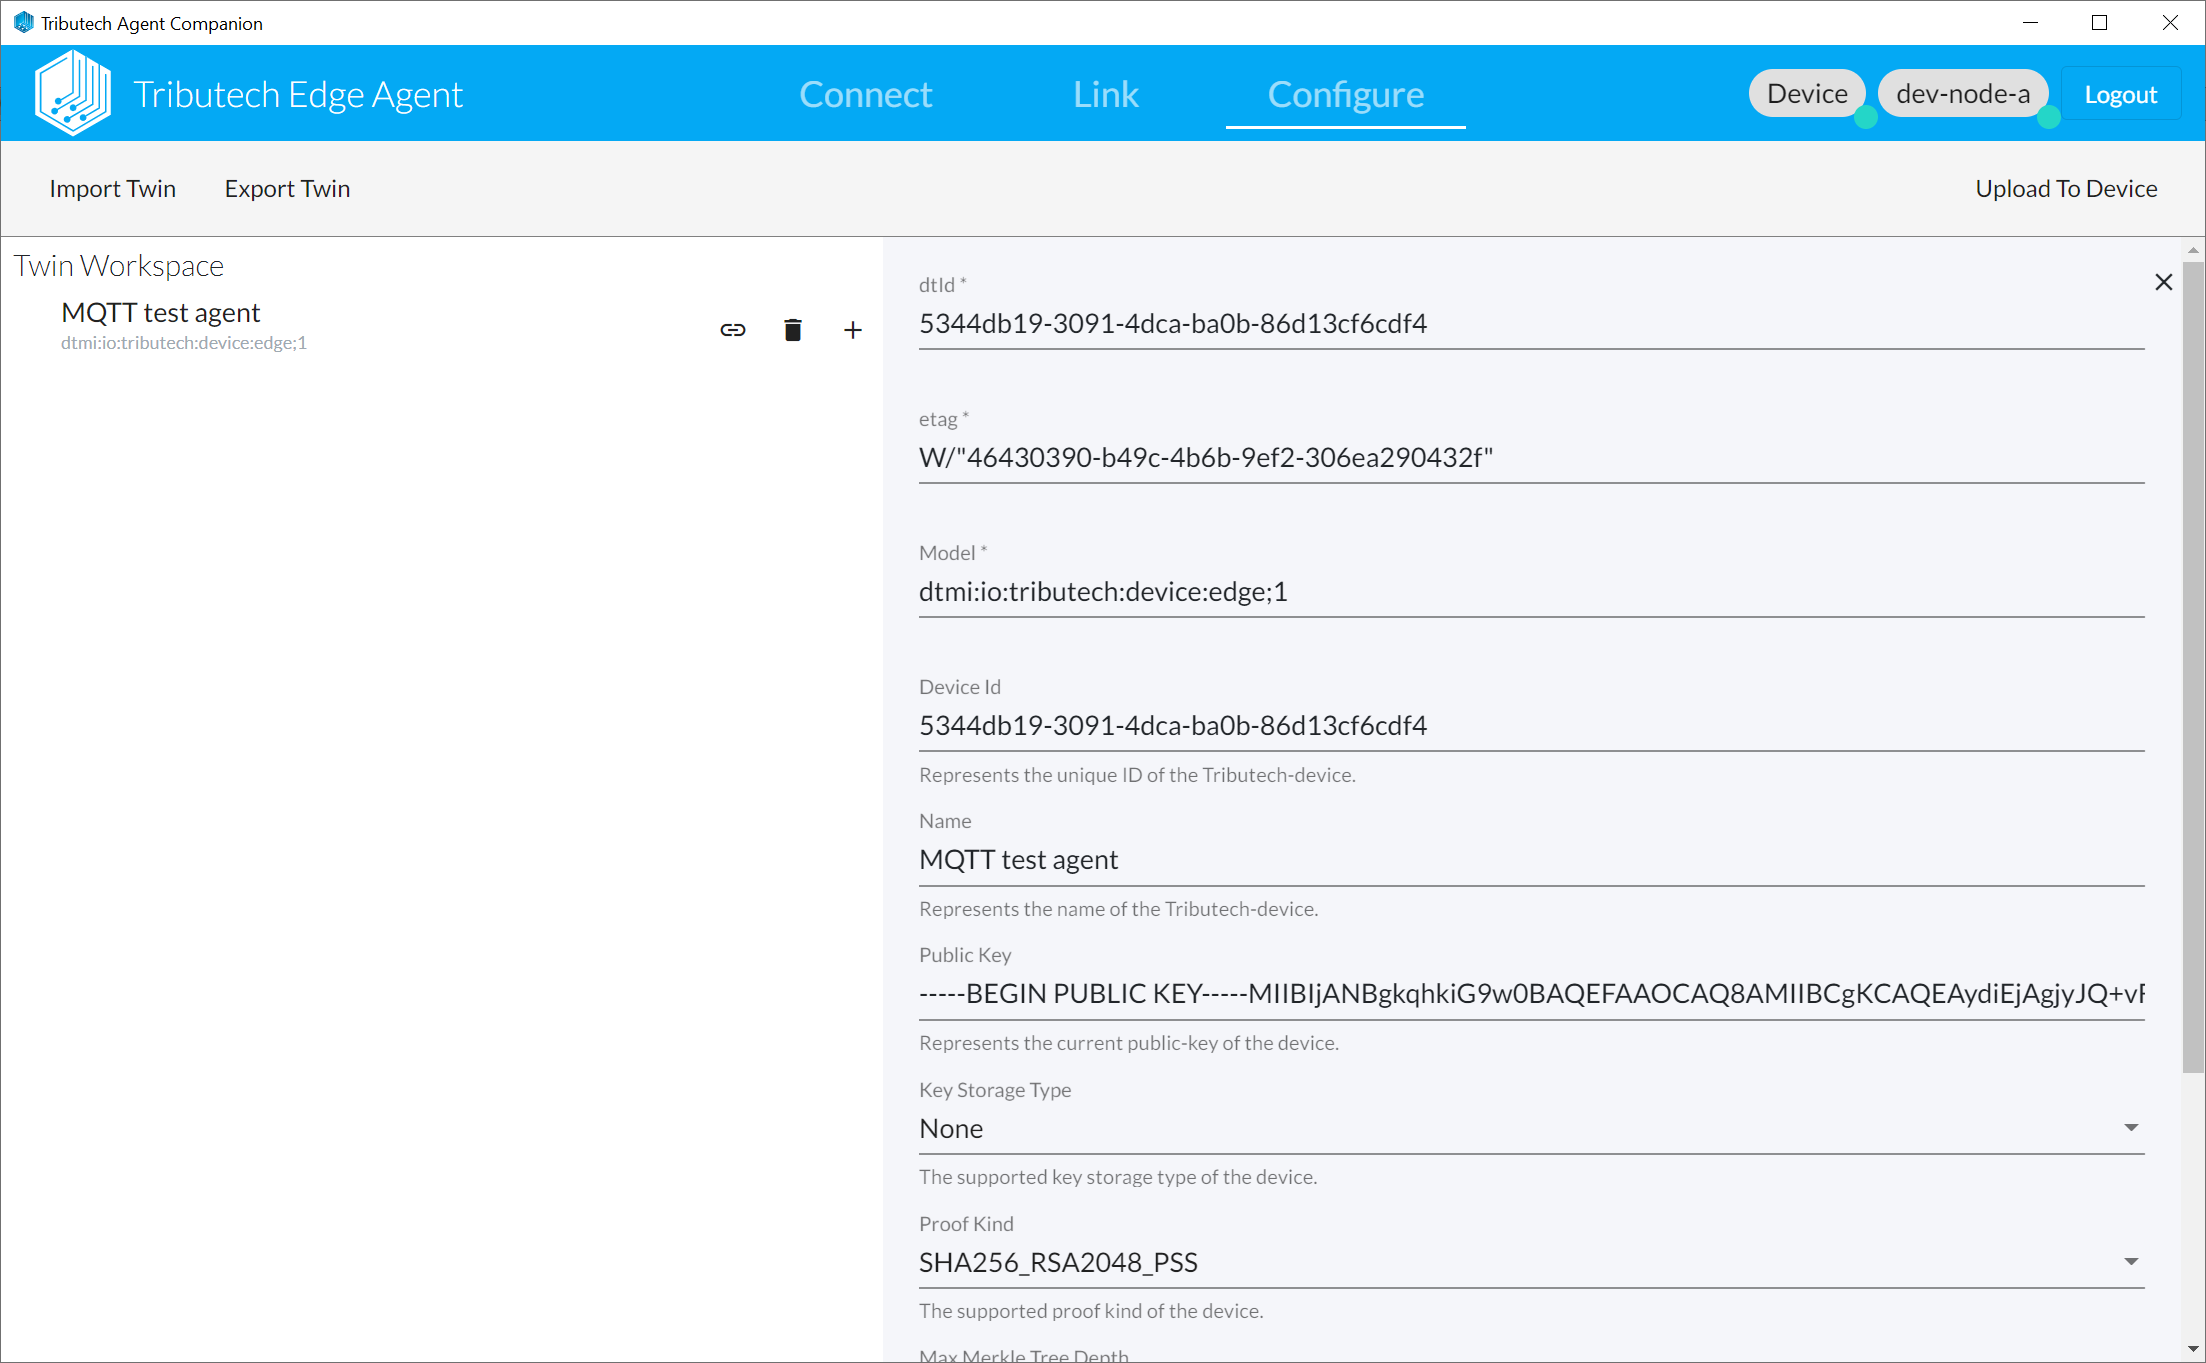 Tributech Agent Companion
Tributech Edge Agent
Connect
Link
Configure
Device
dev-node-a
Logout
Import Twin
Export Twin
Upload To Device
Twin Workspace
MQTT test agent
dtmi:io:tributech:device:edge;1
dtId *
5344db19-3091-4dca-ba0b-86d13cf6cdf4
etag *
W/"46430390-b49c-4b6b-9ef2-306ea290432f"
Model *
dtmi:io:tributech:device:edge;1
Device Id
5344db19-3091-4dca-ba0b-86d13cf6cdf4
Represents the unique ID of the Tributech-device.
Name
MQTT test agent
Represents the name of the Tributech-device.
Public Key
-----BEGIN PUBLIC KEY-----MIIBIjANBgkqhkiG9w0BAQEFAAOCAQ8AMIIBCgKCAQEAydiEjAgjyJQ+vF
Represents the current public-key of the device.
Key Storage Type
None
The supported key storage type of the device.
Proof Kind
SHA256_RSA2048_PSS
The supported proof kind of the device.
Max Merkle Tree Depth